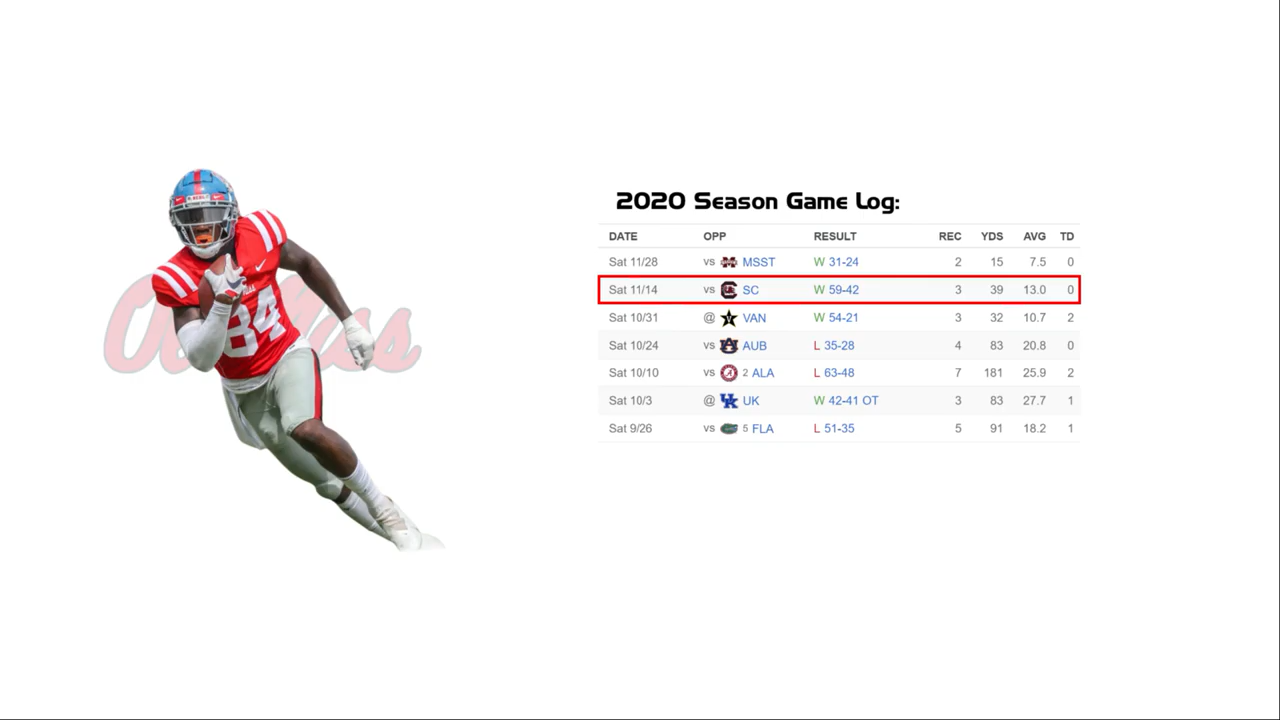 Ole Miss
84
2020 Season Game Log:
DATE OPP RESULT REC YDS AVG TD
Sat 11/28 vs MSST W 31-24 2 15 7.5 0
Sat 11/14 vs SC W 59-42 3 39 13.0 0
Sat 10/31 @ VAN W 54-21 3 32 10.7 2
Sat 10/24 vs AUB L 35-28 4 83 20.8 0
Sat 10/10 vs 2 ALA L 63-48 7 181 25.9 2
Sat 10/3 @ UK W 42-41 OT 3 83 27.7 1
Sat 9/26 vs 5 FLA L 51-35 5 91 18.2 1